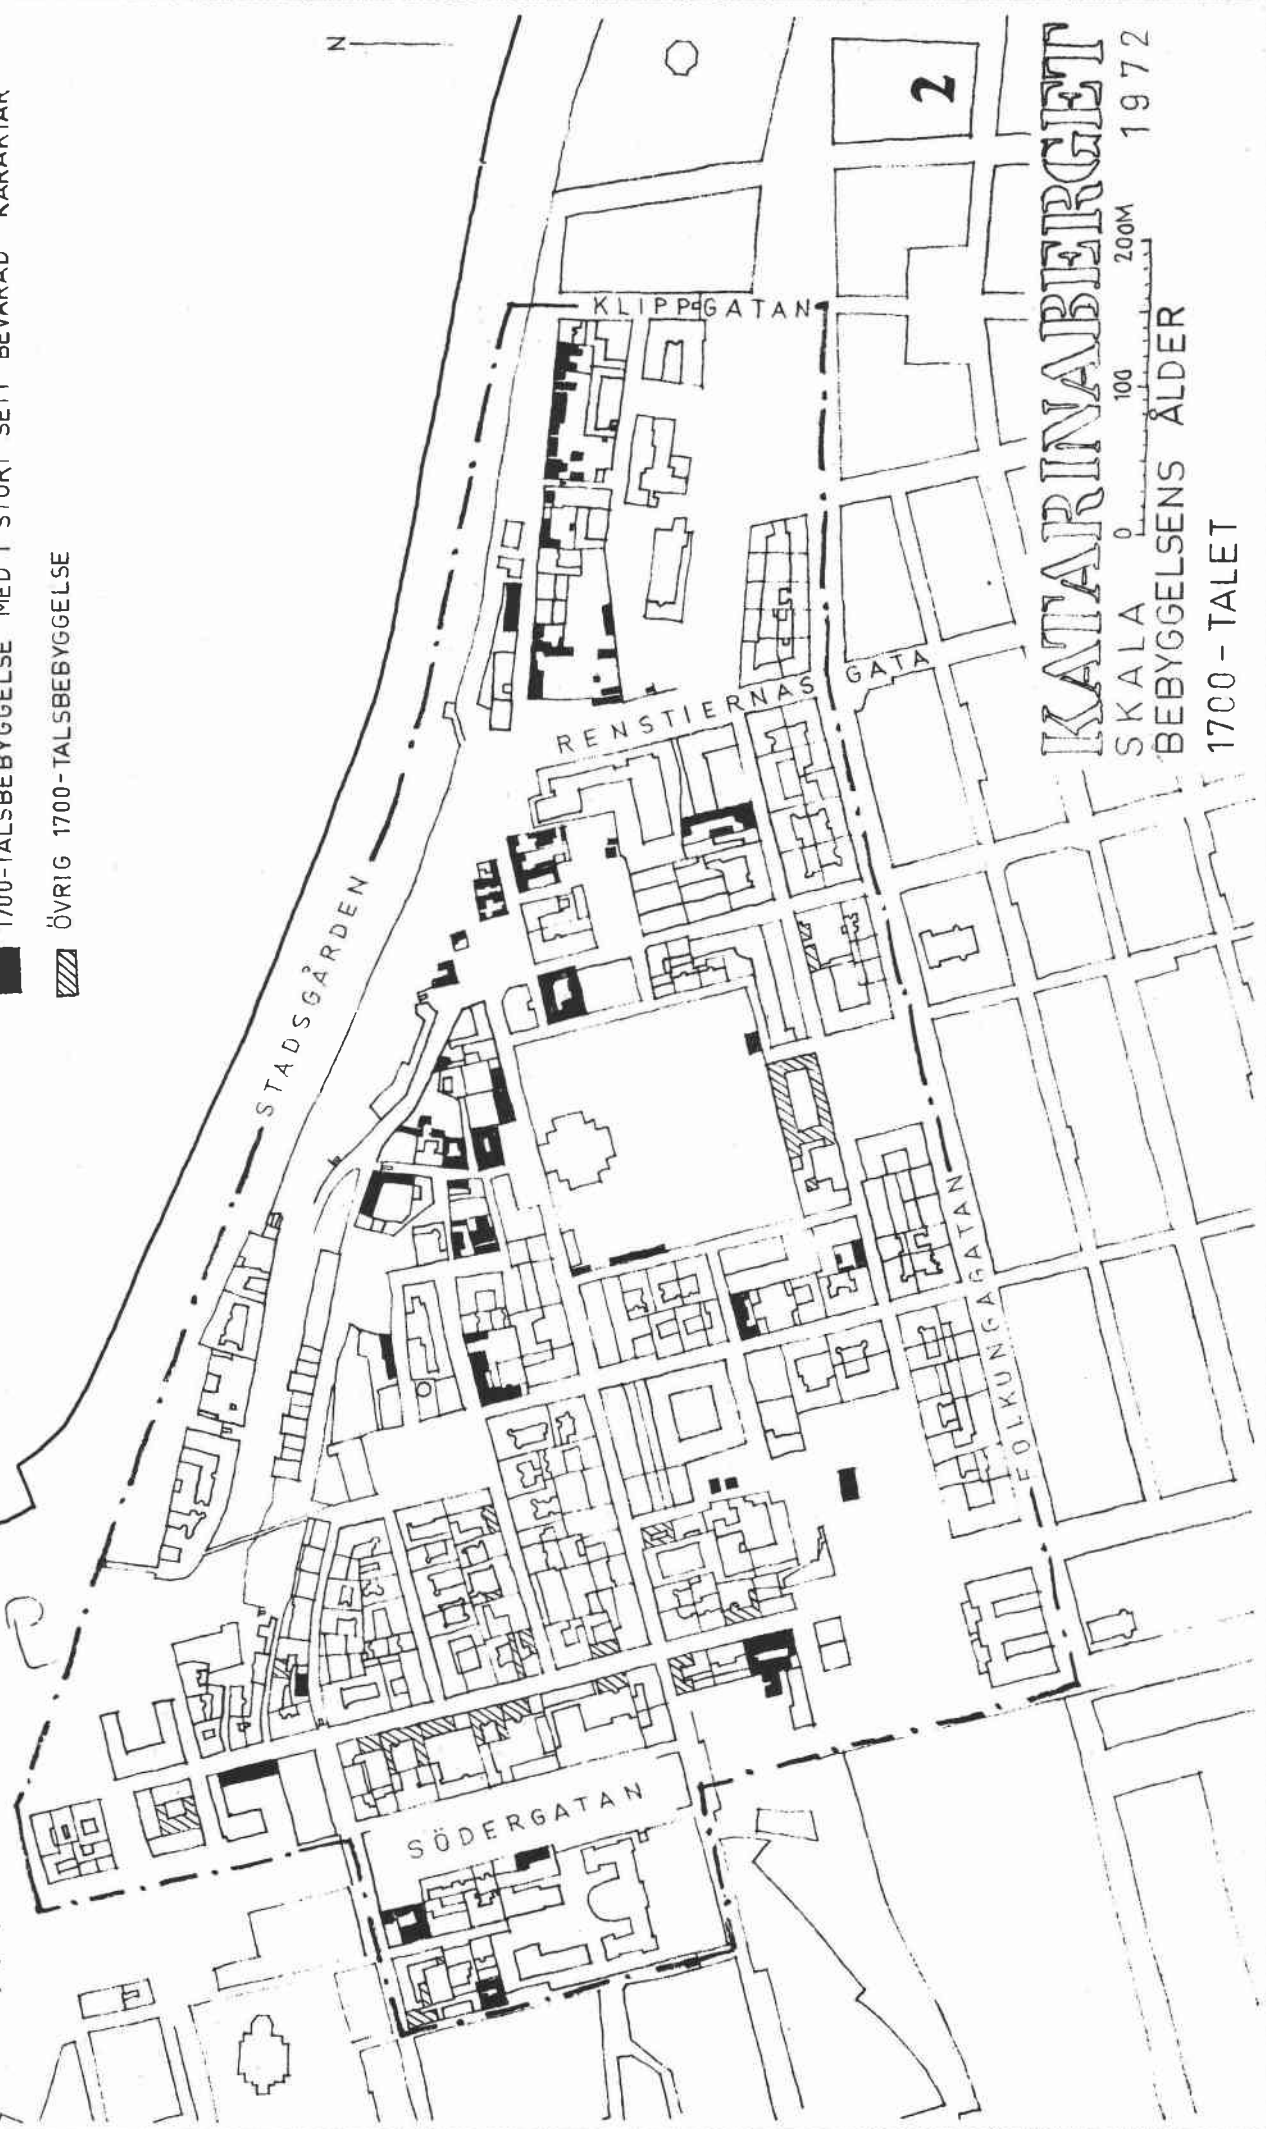 1700-TALSBEBYGGELSE MED I STORT SETT BEVARAD KARAKTÄR
ÖVRIG 1700-TALSBEBYGGELSE
N
STADSGÅRDEN
KLIPPGATAN
RENSTIERNAS GATA
FOLKUNGAGATAN
SÖDERGATAN
2
KATARINABERGET
SKALA 0 100 200M 1972
BEBYGGELSENS ÅLDER
1700-TALET